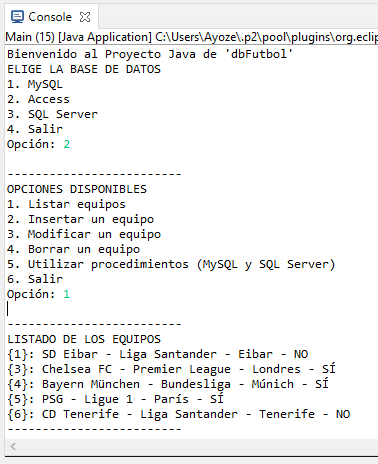 Console
Main (15) [Java Application] C:\Users\Ayoze\.p2\pool\plugins\org.eclip
Bienvenido al Proyecto Java de 'dbFutbol'
ELIGE LA BASE DE DATOS
1. MySQL
2. Access
3. SQL Server
4. Salir
Opción: 2
-------------------------
OPCIONES DISPONIBLES
1. Listar equipos
2. Insertar un equipo
3. Modificar un equipo
4. Borrar un equipo
5. Utilizar procedimientos (MySQL y SQL Server)
6. Salir
Opción: 1
-------------------------
LISTADO DE LOS EQUIPOS
{1}: SD Eibar - Liga Santander - Eibar - NO
{3}: Chelsea FC - Premier League - Londres - SÍ
{4}: Bayern München - Bundesliga - Múnich - SÍ
{5}: PSG - Ligue 1 - París - SÍ
{6}: CD Tenerife - Liga Santander - Tenerife - NO
-------------------------